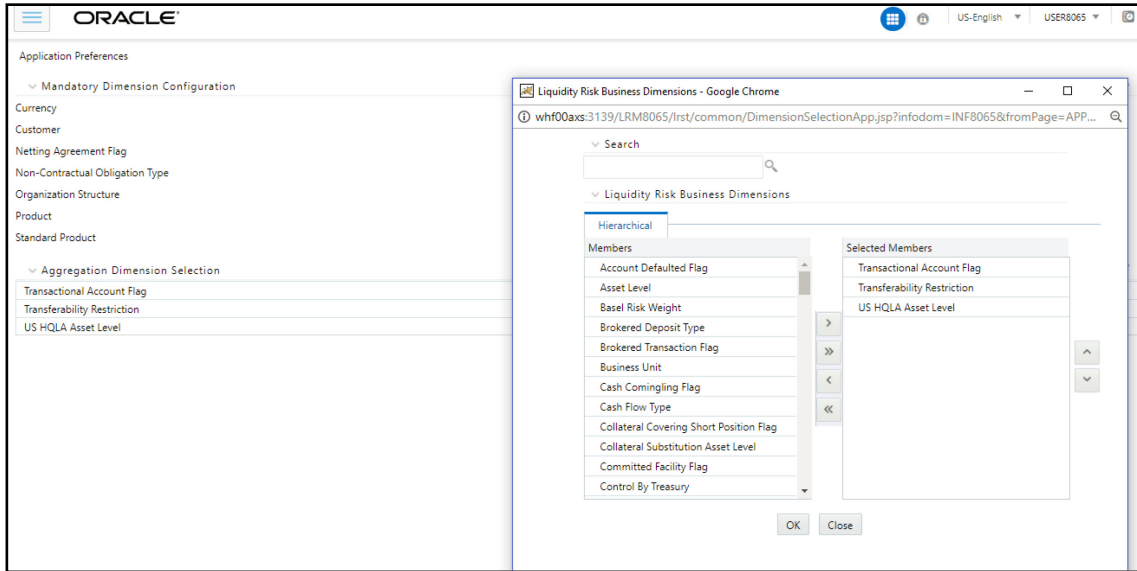 ORACLE
US-English
USER8065
Application Preferences
Mandatory Dimension Configuration
Currency
Customer
Netting Agreement Flag
Non-Contractual Obligation Type
Organization Structure
Product
Standard Product
Aggregation Dimension Selection
Transactional Account Flag
Transferability Restriction
US HQLA Asset Level
Liquidity Risk Business Dimensions - Google Chrome
whf00axs:3139/LRM8065/lrst/common/DimensionSelectionApp.jsp?infodom=INF8065&fromPage=APP...
Search
Liquidity Risk Business Dimensions
Hierarchical
Members
Account Defaulted Flag
Asset Level
Basel Risk Weight
Brokered Deposit Type
Brokered Transaction Flag
Business Unit
Cash Comingling Flag
Cash Flow Type
Collateral Covering Short Position Flag
Collateral Substitution Asset Level
Committed Facility Flag
Control By Treasury
Selected Members
Transactional Account Flag
Transferability Restriction
US HQLA Asset Level
OK
Close